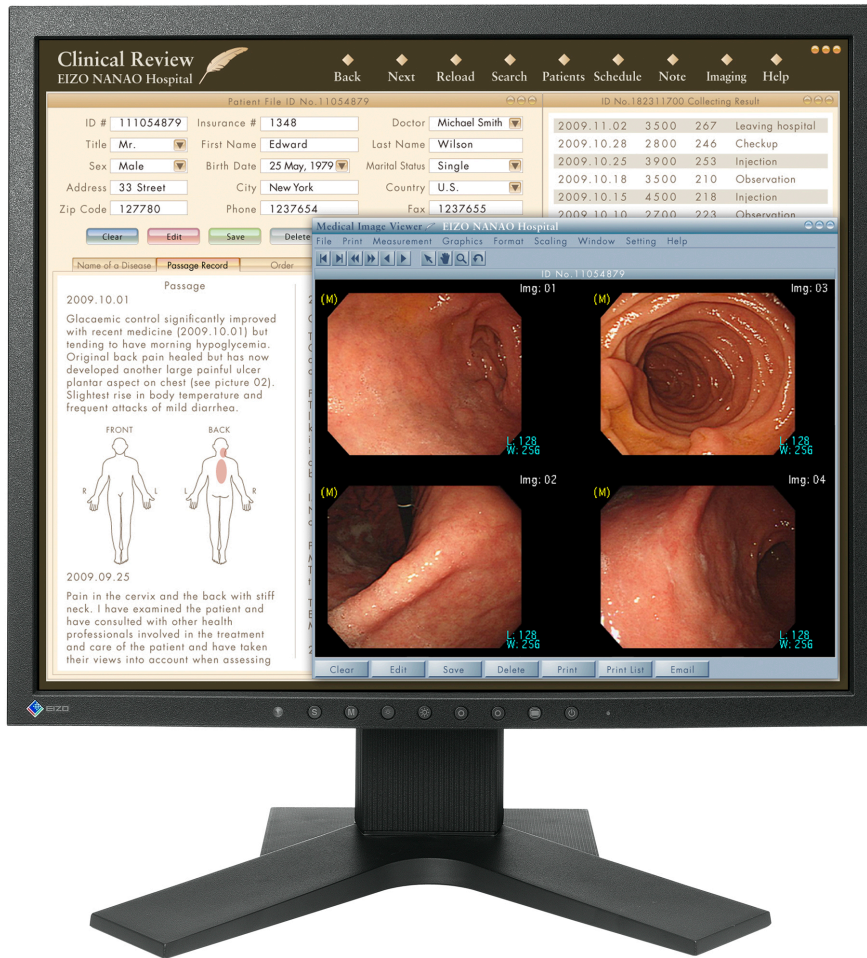 Clinical Review
EIZO NANAO Hospital
Back Next Reload Search Patients Schedule Note Imaging Help
Patient File ID No.11054879
ID # 111054879 Insurance # 1348 Doctor Michael Smith
Title Mr. First Name Edward Last Name Wilson
Sex Male Birth Date 25 May, 1979 Marital Status Single
Address 33 Street City New York Country U.S.
Zip Code 127780 Phone 1237654 Fax 1237655
Clear Edit Save Delete
ID No.182311700 Collecting Result
2009.11.02 3500 267 Leaving hospital
2009.10.28 2800 246 Checkup
2009.10.25 3900 253 Injection
2009.10.18 3500 210 Observation
2009.10.15 4500 218 Injection
2009.10.10 2700 223 Observation
Name of a Disease Passage Record Order
Passage
2009.10.01
Glacaemic control significantly improved
with recent medicine (2009.10.01) but
tending to have morning hypoglycemia.
Original back pain healed but has now
developed another large painful ulcer
plantar aspect on chest (see picture 02).
Slightest rise in body temperature and
frequent attacks of mild diarrhea.
FRONT BACK
R L L R
2009.09.25
Pain in the cervix and the back with stiff
neck. I have examined the patient and
have consulted with other health
professionals involved in the treatment
and care of the patient and have taken
their views into account when assessing
Medical Image Viewer EIZO NANAO Hospital
File Print Measurement Graphics Format Scaling Window Setting Help
ID No.11054879
(M) Img: 01
L: 128
W: 256
(M) Img: 03
L: 128
W: 256
(M) Img: 02
L: 128
W: 256
(M) Img: 04
L: 128
W: 256
Clear Edit Save Delete Print Print List Email
EIZO
S M